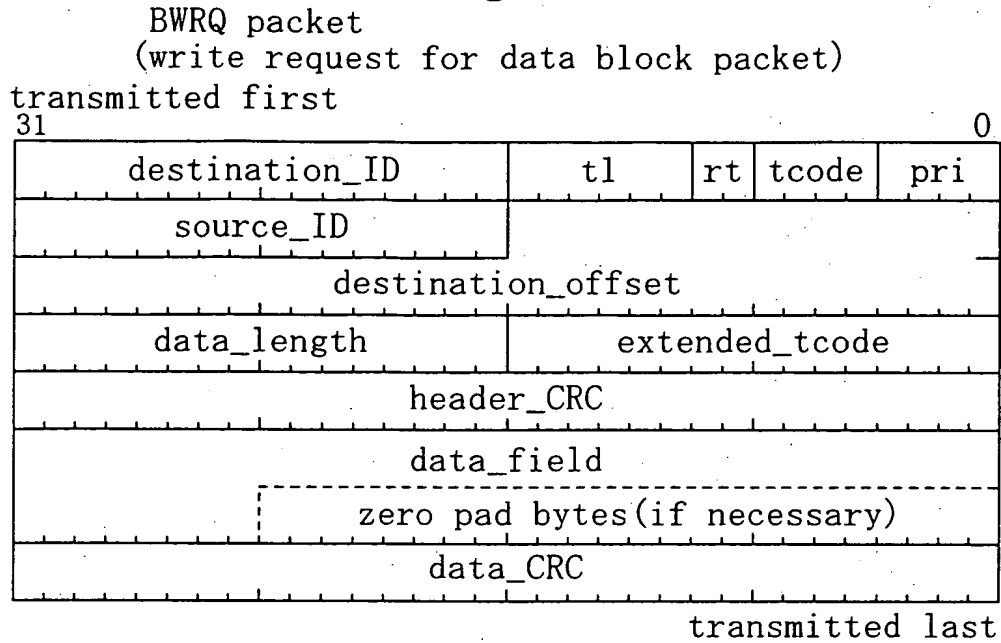 BWRQ packet
(write request for data block packet)
transmitted first
31 0
destination_ID tl rt tcode pri
source_ID
destination_offset
data_length extended_tcode
header_CRC
data_field
zero pad bytes(if necessary)
data_CRC
transmitted last